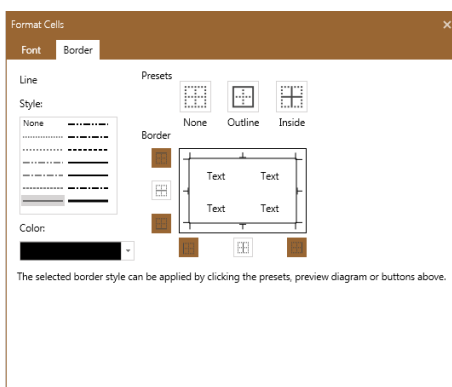 Format Cells
Font Border
Line
Style:
None
Color:
Presets
None Outline Inside
Border
Text Text
Text Text
The selected border style can be applied by clicking the presets, preview diagram or buttons above.